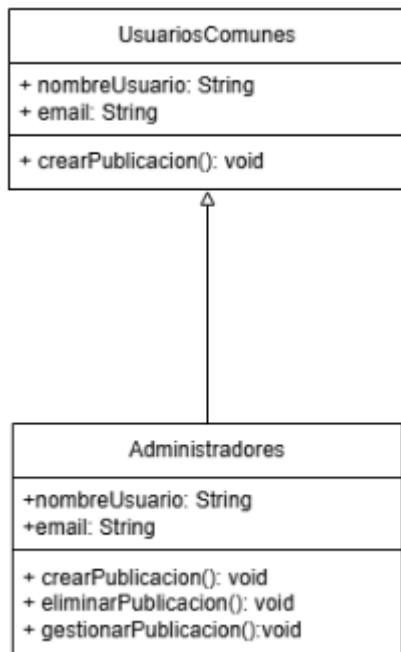 UsuariosComunes
+ nombreUsuario: String
+ email: String
+ crearPublicacion(): void
Administradores
+nombreUsuario: String
+email: String
+ crearPublicacion(): void
+ eliminarPublicacion(): void
+ gestionarPublicacion():void